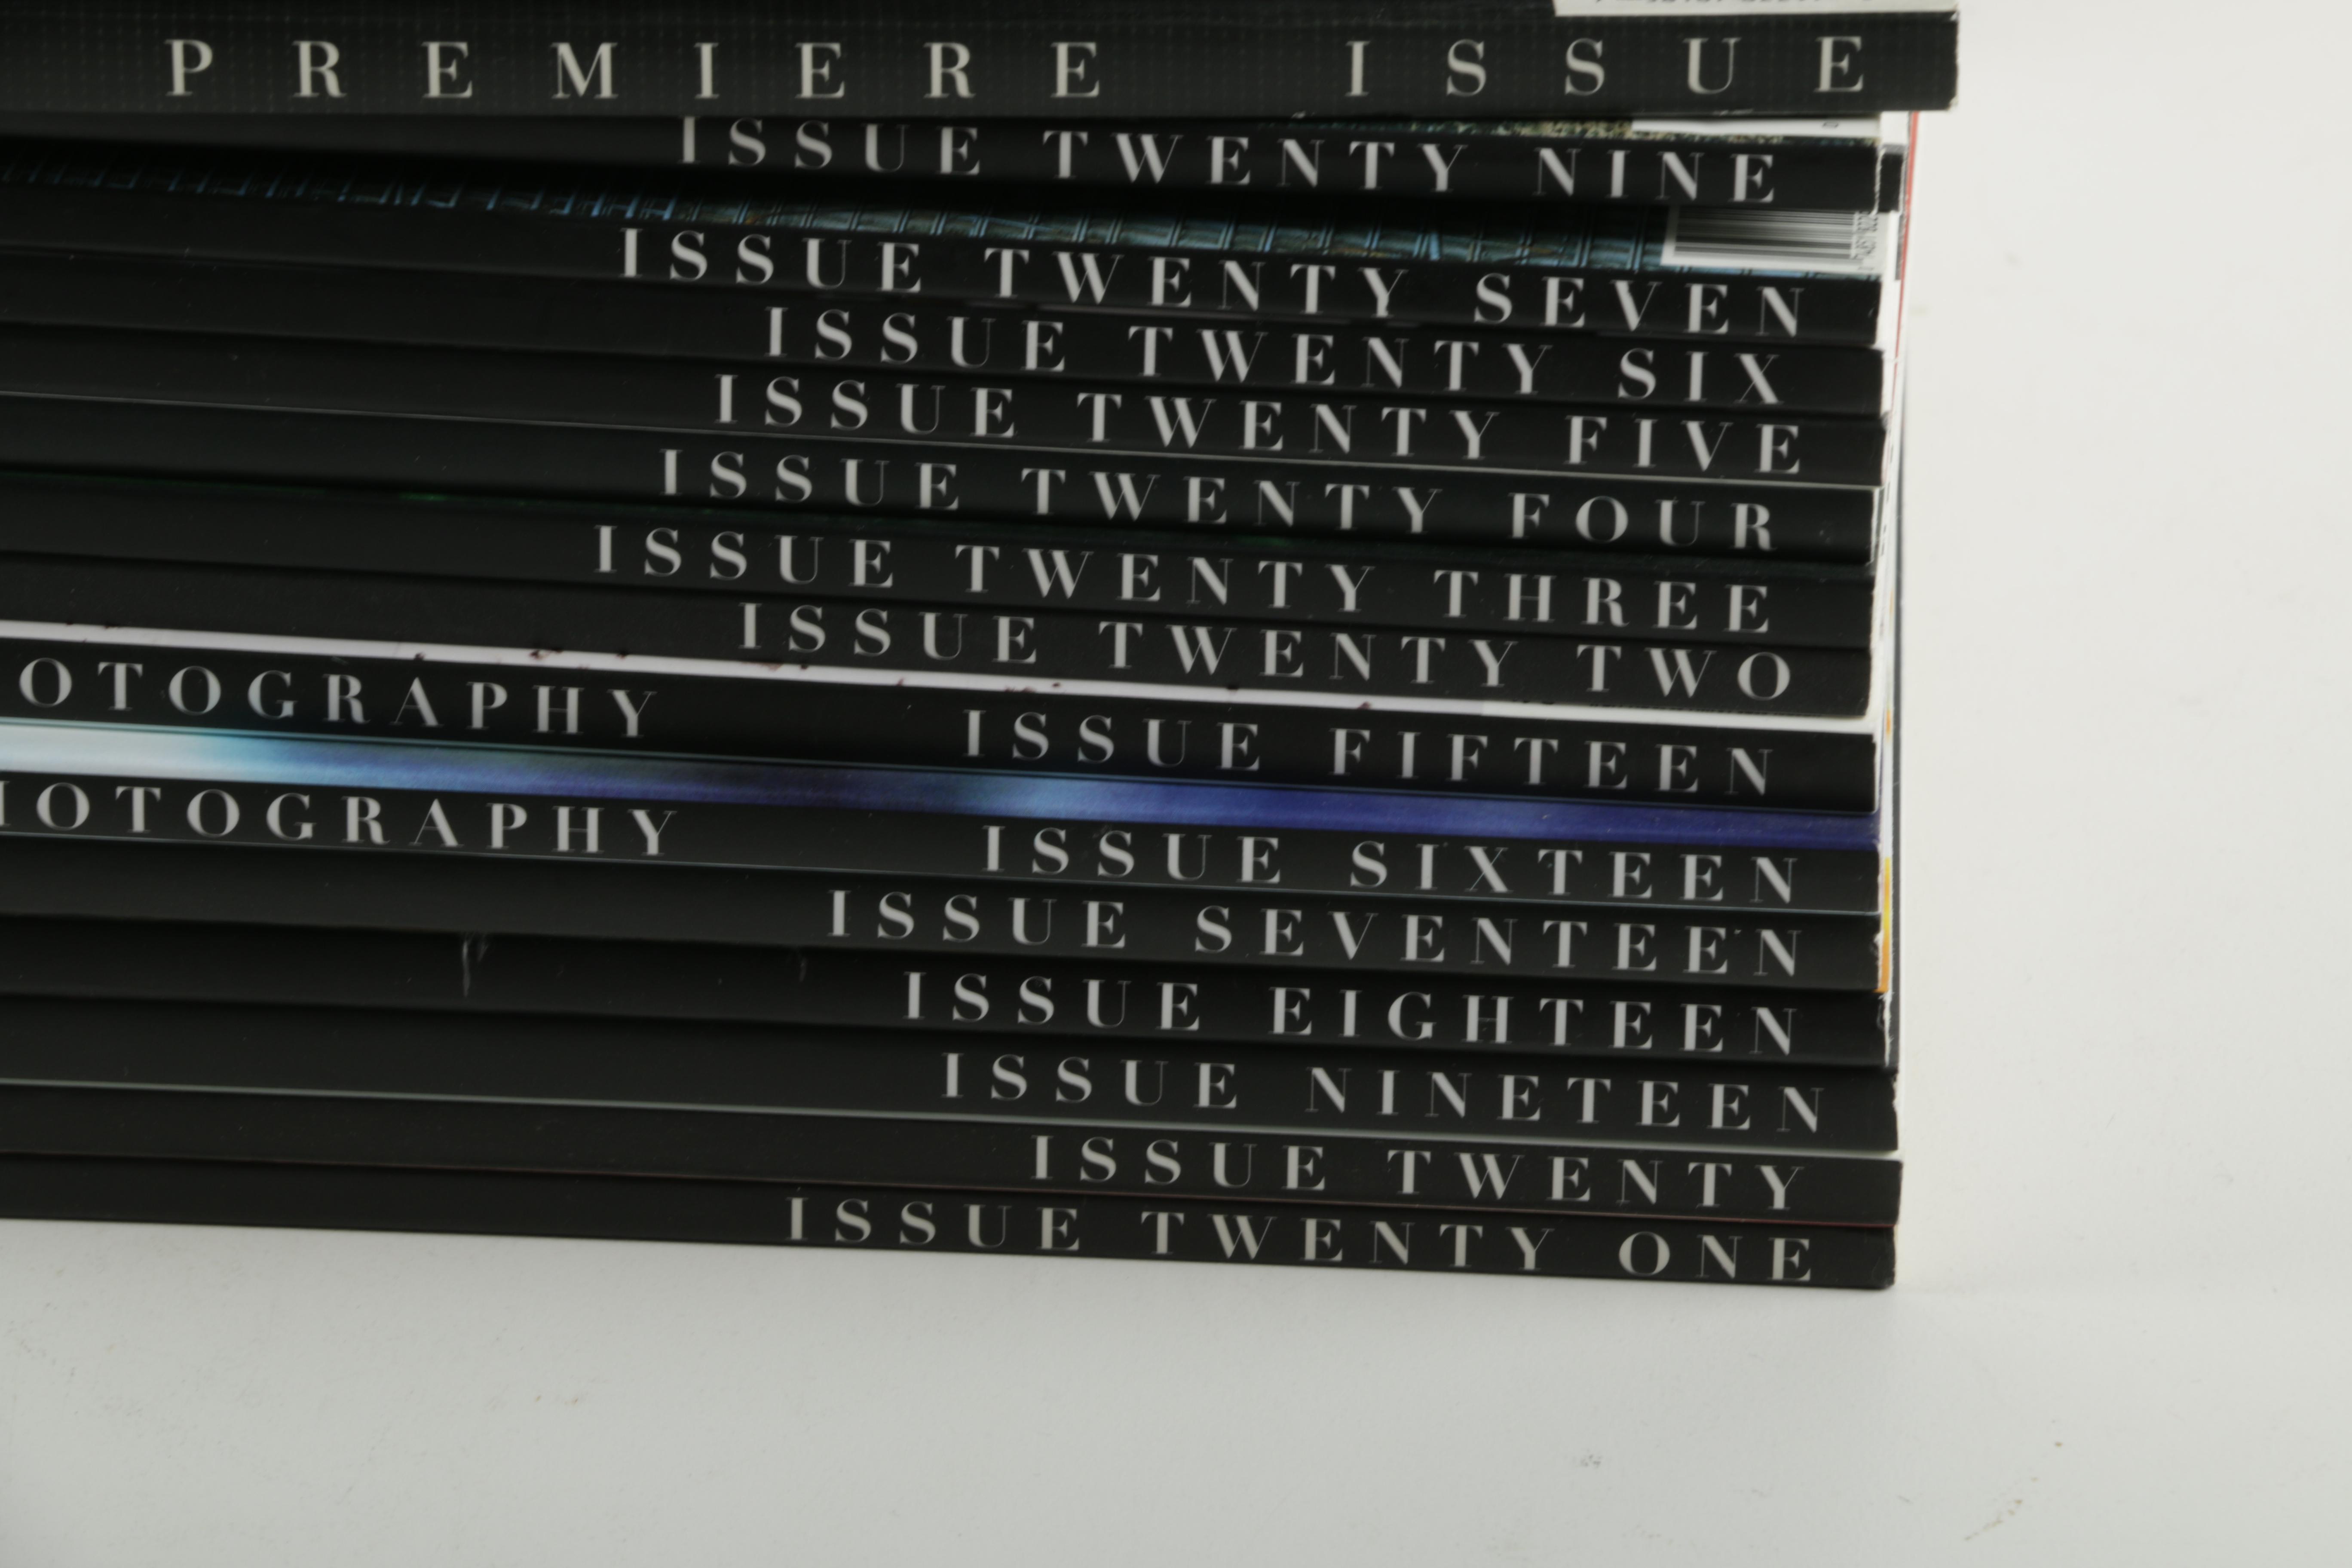 PREMIERE ISSUE
ISSUE TWENTY NINE
ISSUE TWENTY SEVEN
ISSUE TWENTY SIX
ISSUE TWENTY FIVE
ISSUE TWENTY FOUR
ISSUE TWENTY THREE
ISSUE TWENTY TWO
OTOGRAPHY ISSUE FIFTEEN
HOTOGRAPHY ISSUE SIXTEEN
ISSUE SEVENTEEN
ISSUE EIGHTEEN
ISSUE NINETEEN
ISSUE TWENTY
ISSUE TWENTY ONE